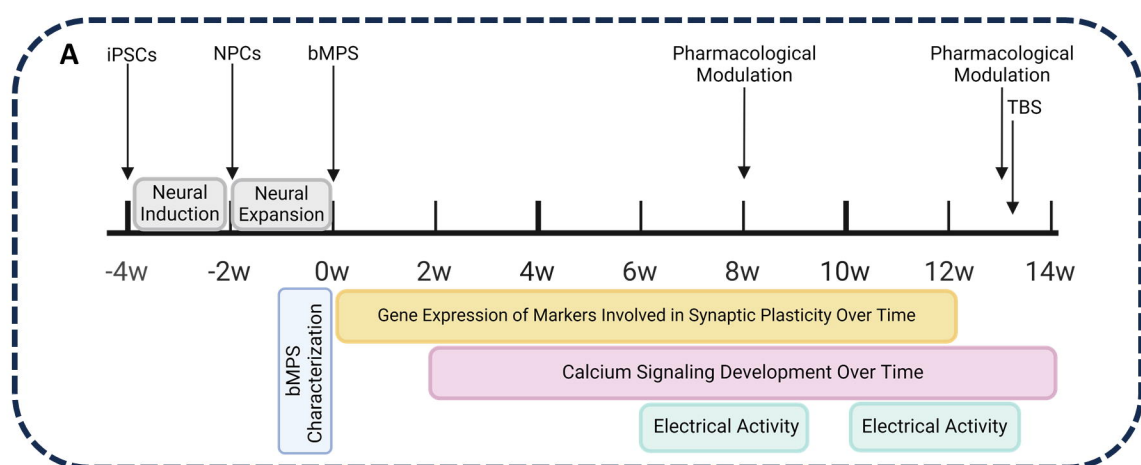 A
iPSCs
NPCs
bMPS
Pharmacological
Modulation
Pharmacological
Modulation
TBS
Neural
Induction
Neural
Expansion
-4w
-2w
0w
2w
4w
6w
8w
10w
12w
14w
bMPS
Characterization
Gene Expression of Markers Involved in Synaptic Plasticity Over Time
Calcium Signaling Development Over Time
Electrical Activity
Electrical Activity